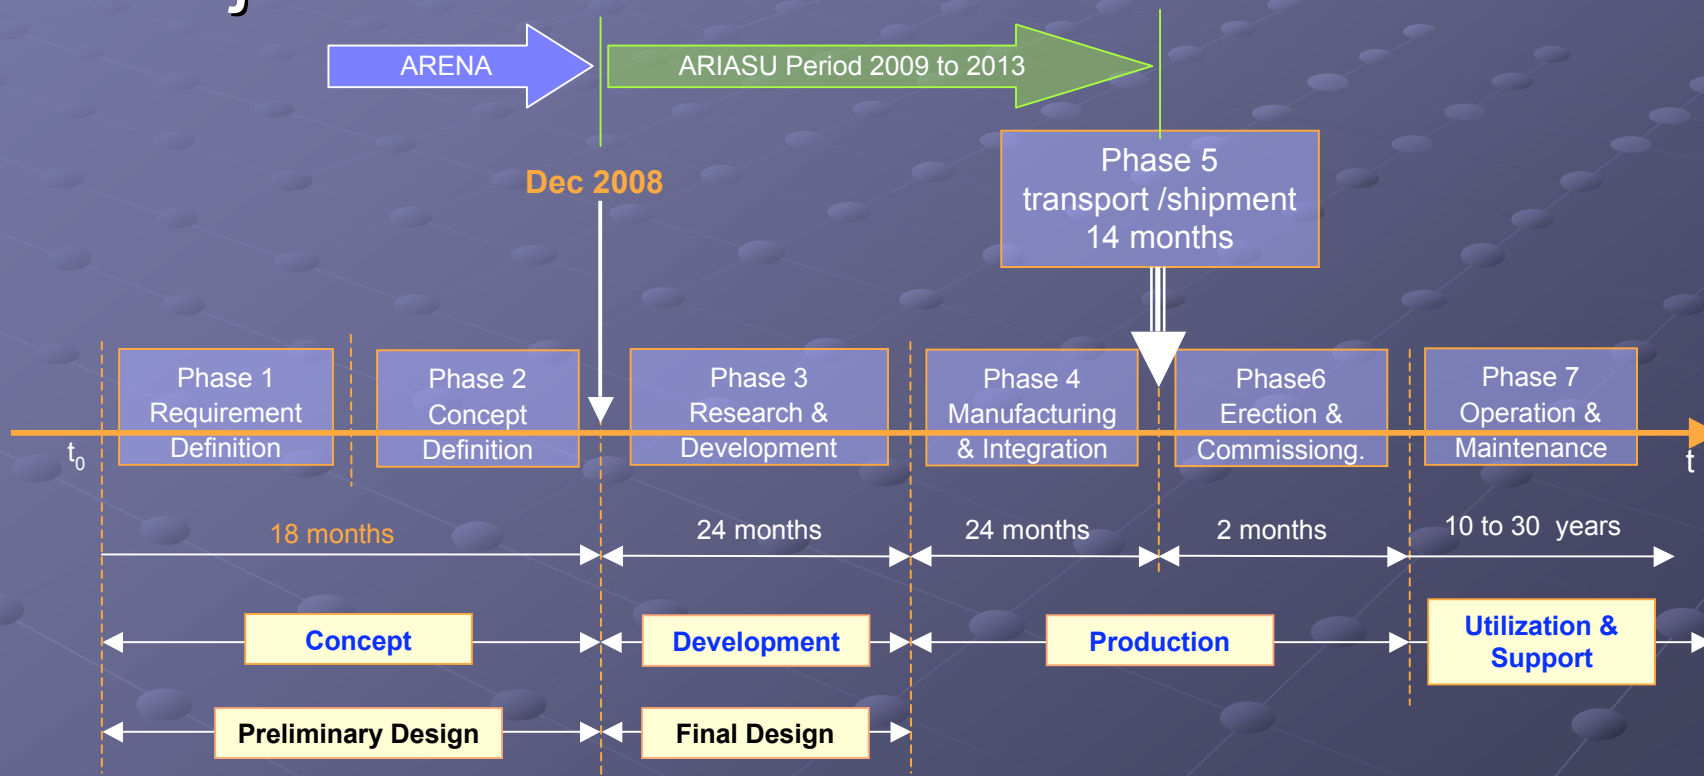 ARENA
ARIASU Period 2009 to 2013
Dec 2008
Phase 5
transport /shipment
14 months
Phase 1
Requirement
Definition
Phase 2
Concept
Definition
Phase 3
Research &
Development
Phase 4
Manufacturing
& Integration
Phase6
Erection &
Commissiong.
Phase 7
Operation &
Maintenance
t0
t
18 months
24 months
24 months
2 months
10 to 30 years
Concept
Development
Production
Utilization &
Support
Preliminary Design
Final Design